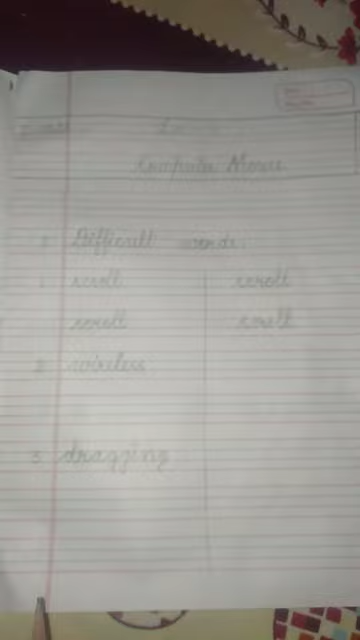 Computer Mouse
Difficult words
1. scroll scroll
scroll scroll
2. wireless
3. dragging